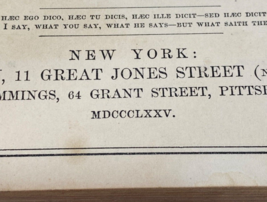 HÆC EGO DICO, HÆC TU DICIS, HÆC ILLE DICIT—SED HÆC DICIT
I SAY, WHAT YOU SAY, WHAT HE SAYS—BUT WHAT SAITH THE
NEW YORK:
, 11 GREAT JONES STREET (N
MMINGS, 64 GRANT STREET, PITTS
MDCCCLXXV.